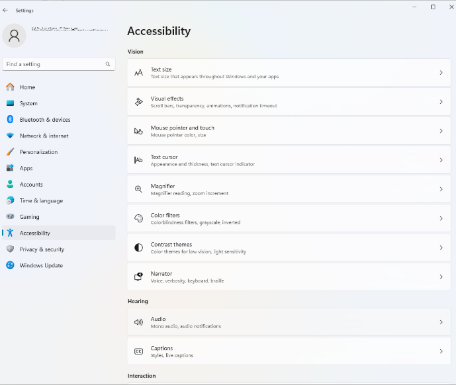 Settings
Find a setting
Home
System
Bluetooth & devices
Network & internet
Personalization
Apps
Accounts
Time & language
Gaming
Accessibility
Privacy & security
Windows Update
Accessibility
Vision
Text size
Text size that appears throughout Windows and your apps
Visual effects
Scroll bars, transparency, animations, notification timeout
Mouse pointer and touch
Mouse pointer color, size
Text cursor
Appearance and thickness, text cursor indicator
Magnifier
Magnifier reading, zoom increment
Color filters
Colorblindness filters, grayscale, inverted
Contrast themes
Color themes for low vision, light sensitivity
Narrator
Voice, verbosity, keyboard, braille
Hearing
Audio
Mono audio, audio notifications
Captions
Styles, live captions
Interaction